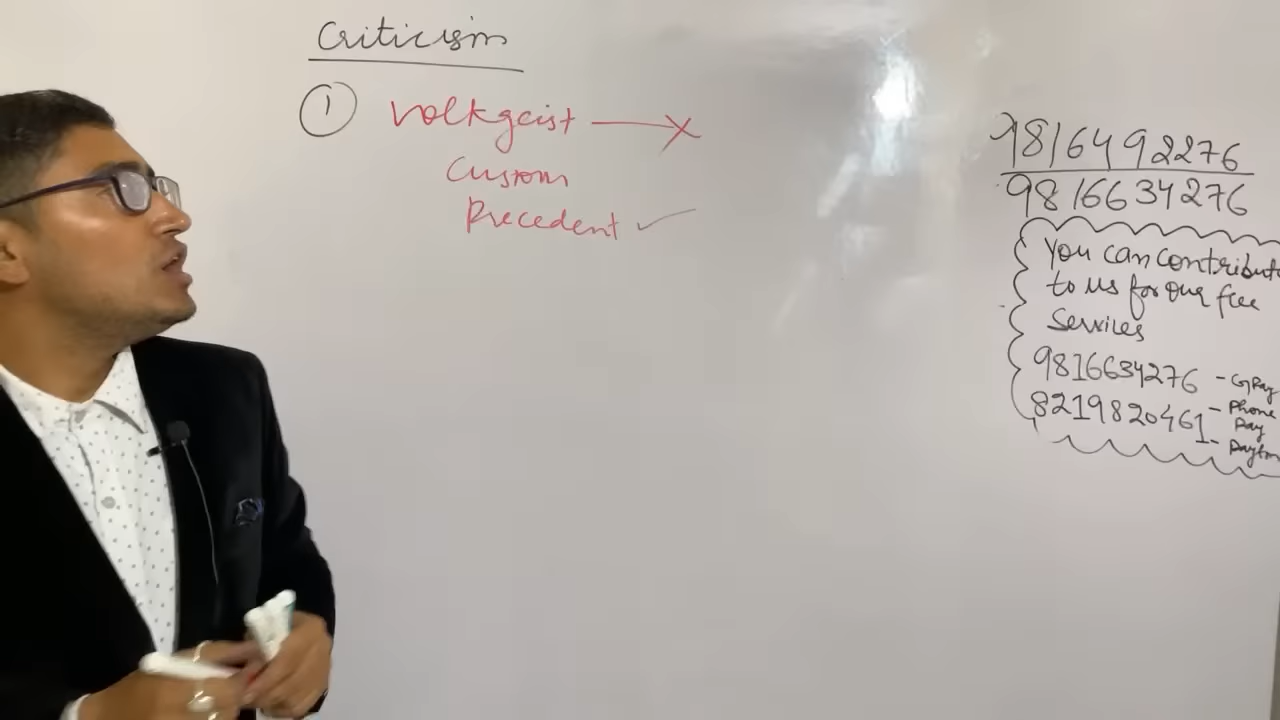 Criticism
① Volkgeist → X
Custom
Precedent ✓
9816492276
9816634276
You can contribute
to us for our free
Services
9816634276 - G Pay
8219820461 - Phone
Pay
- Paytm